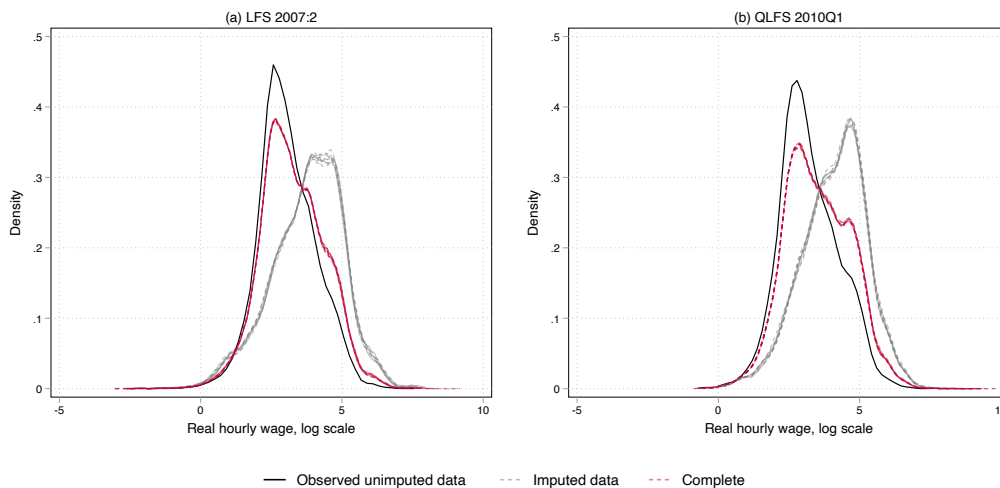 (a) LFS 2007:2
(b) QLFS 2010Q1
.5
.4
.3
.2
.1
0
Density
-5
0
5
10
Real hourly wage, log scale
.5
.4
.3
.2
.1
0
Density
-5
0
5
10
Real hourly wage, log scale
Observed unimputed data
Imputed data
Complete